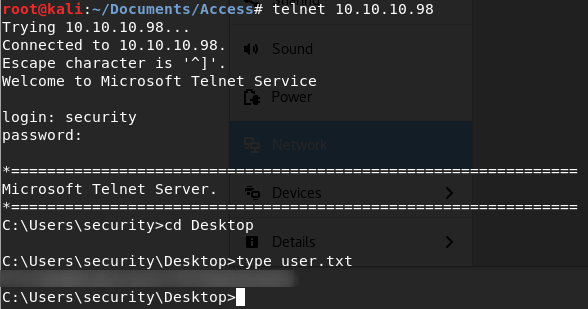 root@kali:~/Documents/Access# telnet 10.10.10.98
Trying 10.10.10.98...
Connected to 10.10.10.98.
Escape character is '^]'.
Sound
Welcome to Microsoft Telnet Service
Power
login: security
password:
Network
*===============================================================
Microsoft Telnet Server.
Devices
*===============================================================
C:\Users\security>cd Desktop
Details
C:\Users\security\Desktop>type user.txt
C:\Users\security\Desktop>